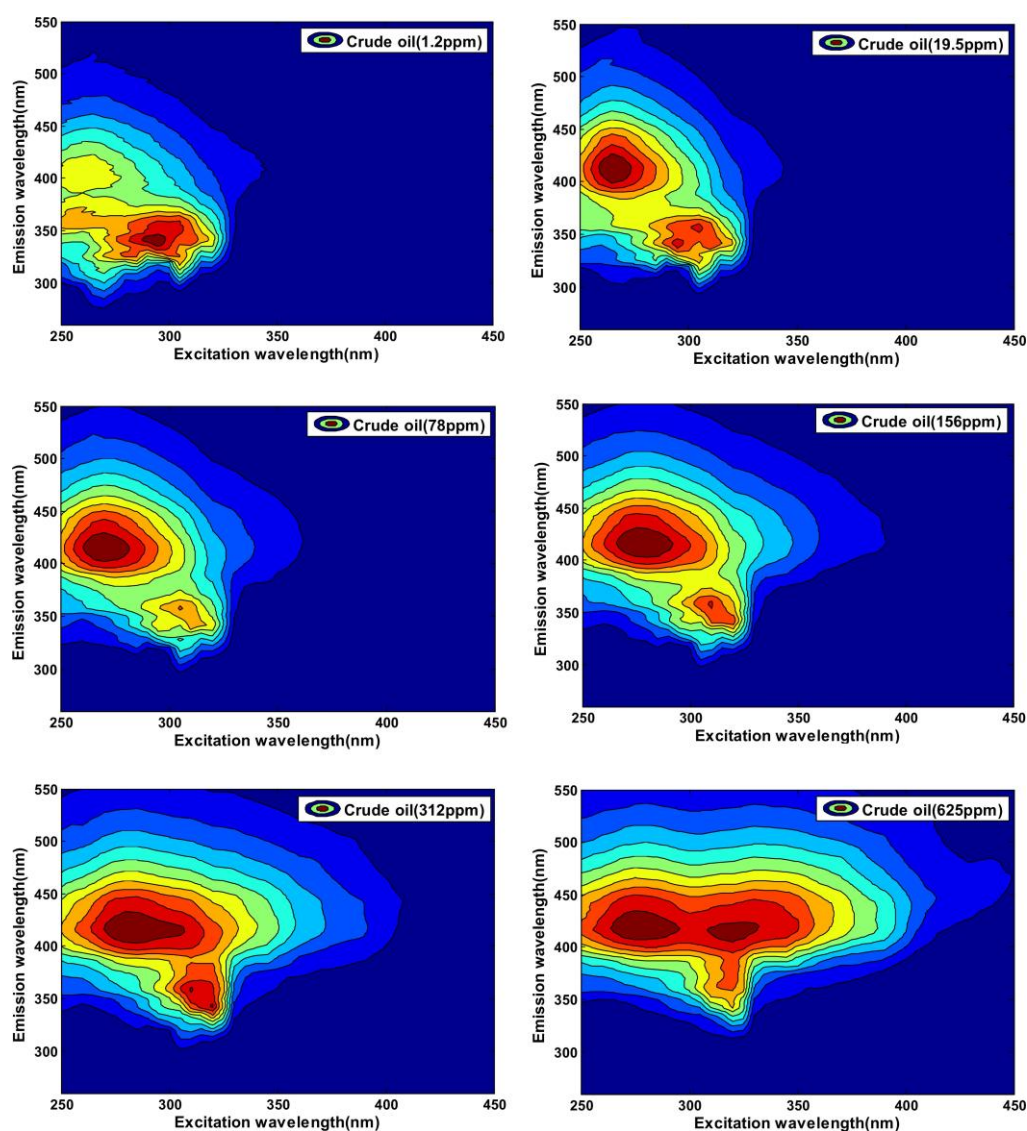 Crude oil(1.2ppm)
Emission wavelength(nm)
550
500
450
400
350
300
250 300 350 400 450
Excitation wavelength(nm)
Crude oil(19.5ppm)
Emission wavelength(nm)
550
500
450
400
350
300
250 300 350 400 450
Excitation wavelength(nm)
Crude oil(78ppm)
Emission wavelength(nm)
550
500
450
400
350
300
250 300 350 400 450
Excitation wavelength(nm)
Crude oil(156ppm)
Emission wavelength(nm)
550
500
450
400
350
300
250 300 350 400 450
Excitation wavelength(nm)
Crude oil(312ppm)
Emission wavelength(nm)
550
500
450
400
350
300
250 300 350 400 450
Excitation wavelength(nm)
Crude oil(625ppm)
Emission wavelength(nm)
550
500
450
400
350
300
250 300 350 400 450
Excitation wavelength(nm)